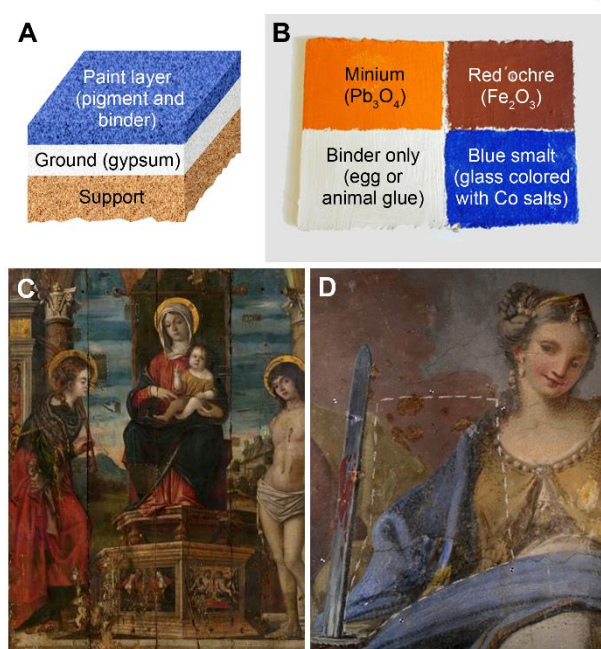 A
Paint layer
(pigment and
binder)
Ground (gypsum)
Support
B
Minium
(Pb₃O₄)
Red ochre
(Fe₂O₃)
Binder only
(egg or
animal glue)
Blue smalt
(glass colored
with Co salts)
C
D